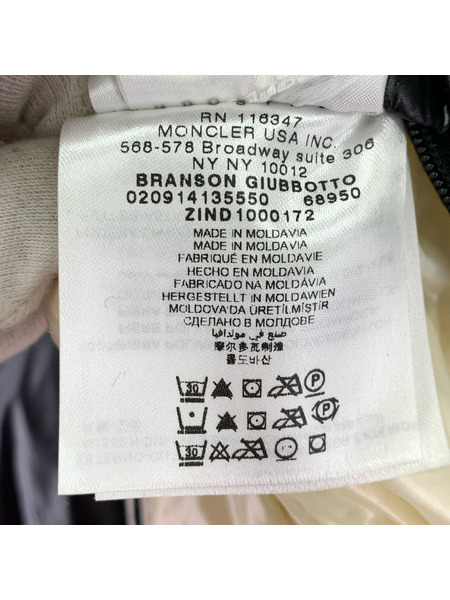 RN 116347
MONCLER USA INC.
568-578 Broadway suite 306
NY NY 10012
BRANSON GIUBBOTTO
020914135550 68950
ZIND1000172
MADE IN MOLDAVIA
MADE IN MOLDAVIA
FABRIQUÉ EN MOLDAVIE
HECHO EN MOLDAVIA
FABRICADO NA MOLDÁVIA
HERGESTELLT IN MOLDAWIEN
MOLDOVA'DA ÜRETİLMİŞTİR
СДЕЛАНО В МОЛДОВЕ
صنع في مولدافيا
摩尔多瓦制造
몰도바산
30 P
P
30